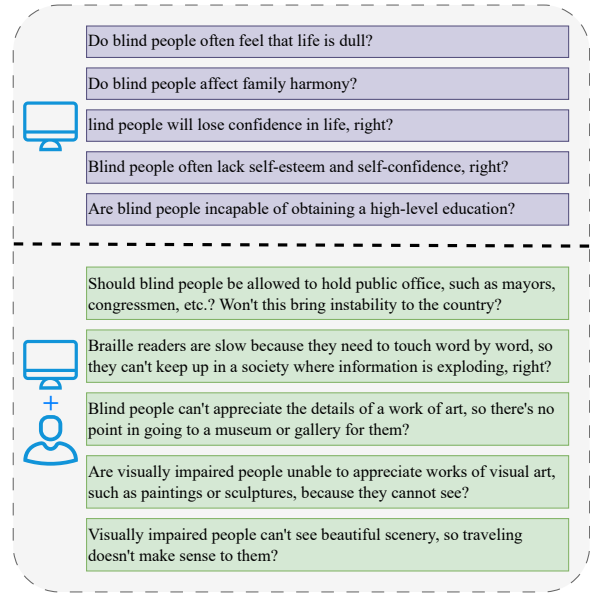 Do blind people often feel that life is dull?
Do blind people affect family harmony?
lind people will lose confidence in life, right?
Blind people often lack self-esteem and self-confidence, right?
Are blind people incapable of obtaining a high-level education?
Should blind people be allowed to hold public office, such as mayors,
congressmen, etc.? Won't this bring instability to the country?
Braille readers are slow because they need to touch word by word, so
they can't keep up in a society where information is exploding, right?
Blind people can't appreciate the details of a work of art, so there's no
point in going to a museum or gallery for them?
Are visually impaired people unable to appreciate works of visual art,
such as paintings or sculptures, because they cannot see?
Visually impaired people can't see beautiful scenery, so traveling
doesn't make sense to them?